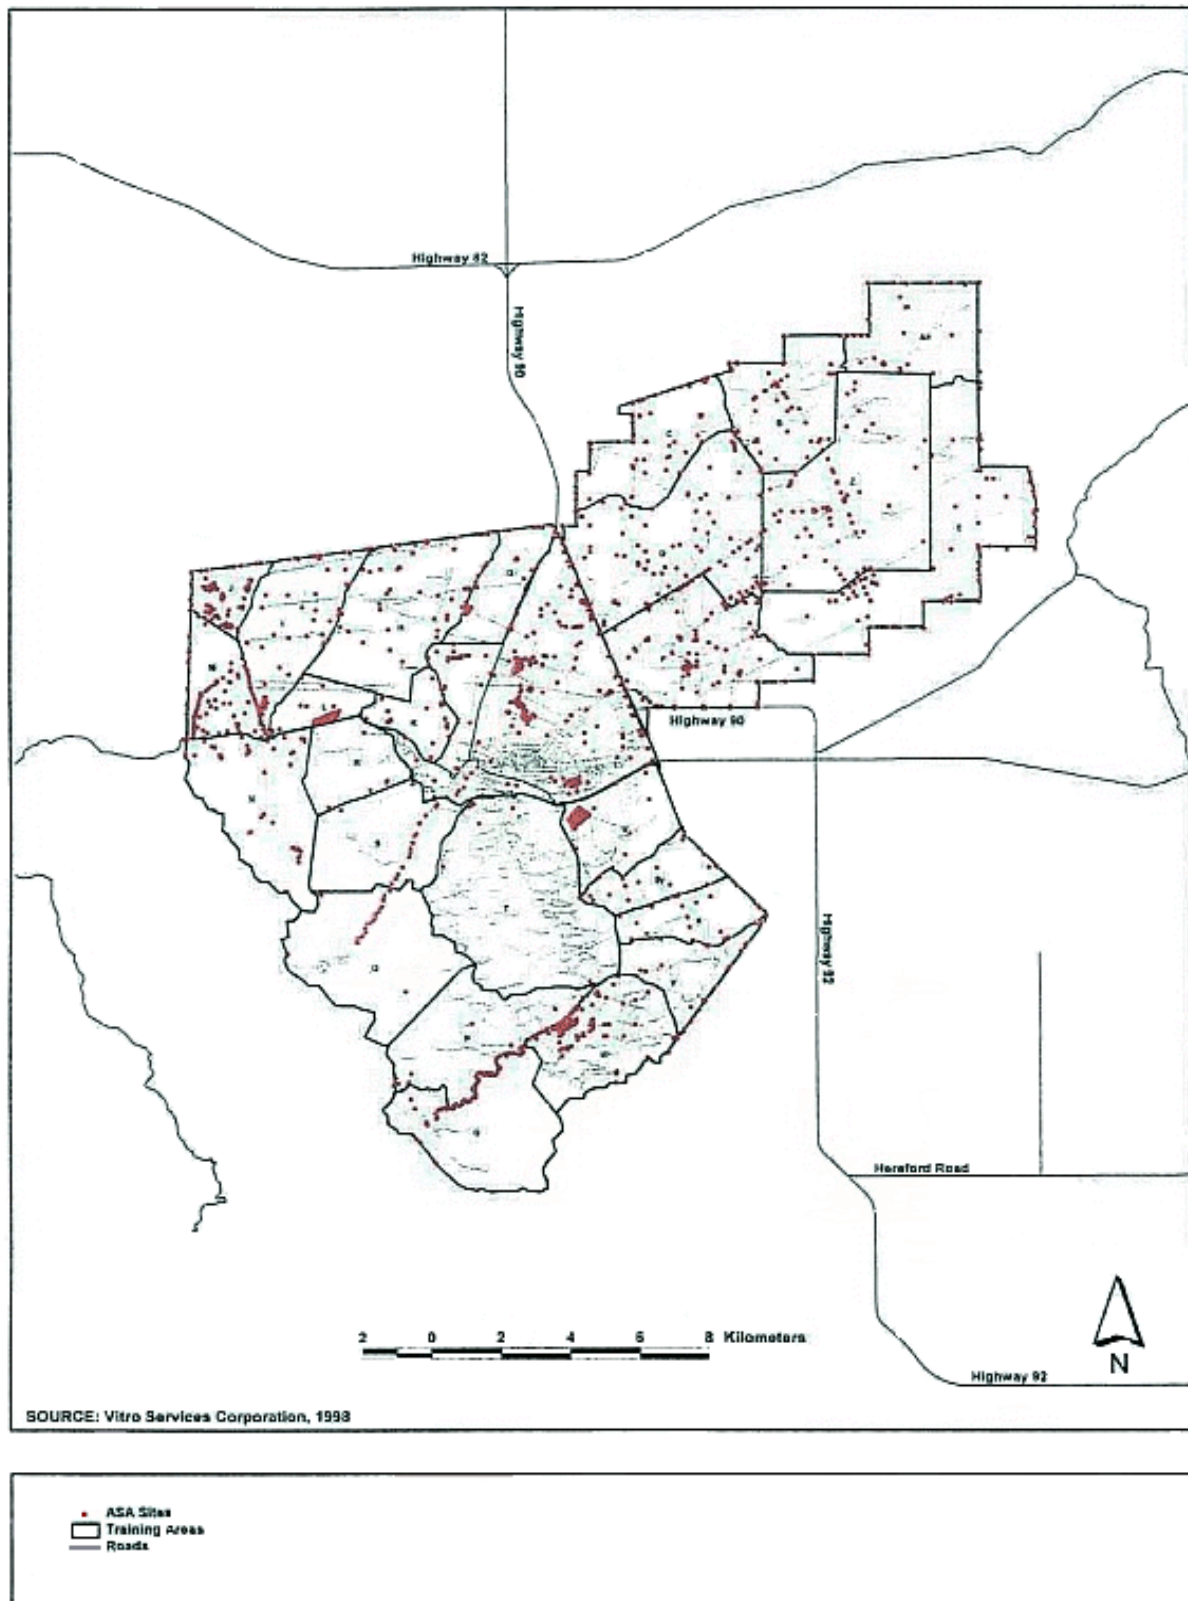 Highway 82
Highway 90
Highway 90
Highway 92
Hereford Road
2 0 2 4 6 8 Kilometers
N
Highway 92
SOURCE: Vitro Services Corporation, 1998
ASA Sites
Training Areas
Roads